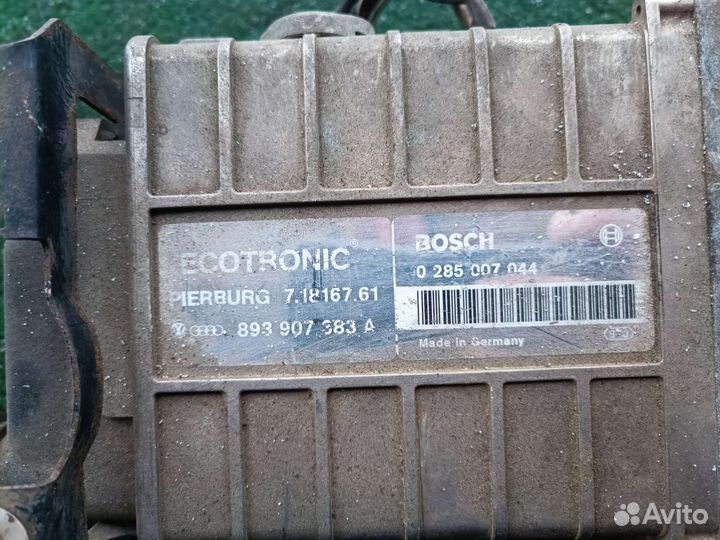 ECOTRONIC®
PIERBURG 7.18167.61
893 907 383 A
BOSCH
0 285 007 044
Made in Germany
Avito